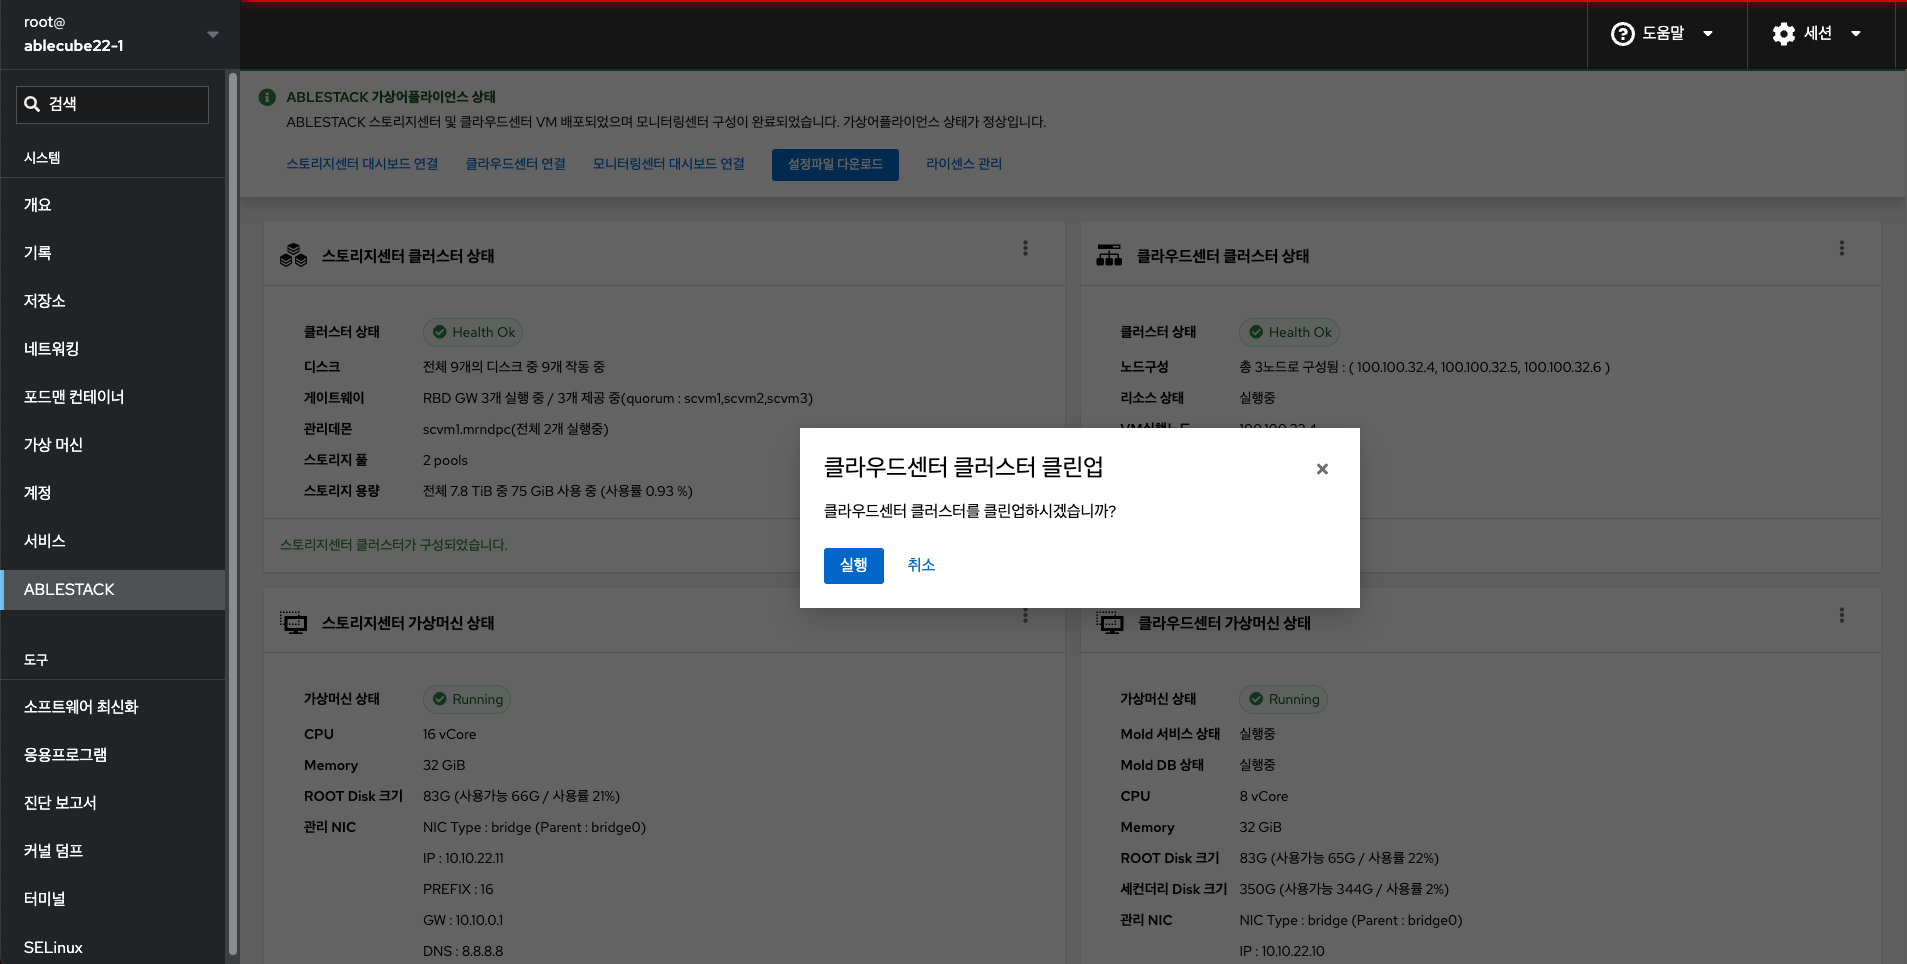 root@
ablecube22-1
도움말
세션
검색
시스템
개요
기록
저장소
네트워킹
포드맨 컨테이너
가상 머신
계정
서비스
ABLESTACK
도구
소프트웨어 최신화
응용프로그램
진단 보고서
커널 덤프
터미널
SELinux
ABLESTACK 가상어플라이언스 상태
ABLESTACK 스토리지센터 및 클라우드센터 VM 배포되었으며 모니터링센터 구성이 완료되었습니다. 가상어플라이언스 상태가 정상입니다.
스토리지센터 대시보드 연결 클라우드센터 연결 모니터링센터 대시보드 연결 설정파일 다운로드 라이센스 관리
스토리지센터 클러스터 상태
클러스터 상태 Health Ok
디스크 전체 9개의 디스크 중 9개 작동 중
게이트웨이 RBD GW 3개 실행 중 / 3개 제공 중(quorum : scvm1,scvm2,scvm3)
관리데몬 scvm1.mrndpc(전체 2개 실행중)
스토리지 풀 2 pools
스토리지 용량 전체 7.8 TiB 중 75 GiB 사용 중 (사용률 0.93 %)
스토리지센터 클러스터가 구성되었습니다.
클라우드센터 클러스터 상태
클러스터 상태 Health Ok
노드구성 총 3노드로 구성됨 : ( 100.100.32.4, 100.100.32.5, 100.100.32.6 )
리소스 상태 실행중
VM실행노드 100.100.32.4
클라우드센터 클러스터 클린업
클라우드센터 클러스터를 클린업하시겠습니까?
실행 취소
스토리지센터 가상머신 상태
가상머신 상태 Running
CPU 16 vCore
Memory 32 GiB
ROOT Disk 크기 83G (사용가능 66G / 사용률 21%)
관리 NIC NIC Type : bridge (Parent : bridge0)
IP : 10.10.22.11
PREFIX : 16
GW : 10.10.0.1
DNS : 8.8.8.8
클라우드센터 가상머신 상태
가상머신 상태 Running
Mold 서비스 상태 실행중
Mold DB 상태 실행중
CPU 8 vCore
Memory 32 GiB
ROOT Disk 크기 83G (사용가능 65G / 사용률 22%)
세컨더리 Disk 크기 350G (사용가능 344G / 사용률 2%)
관리 NIC NIC Type : bridge (Parent : bridge0)
IP : 10.10.22.10